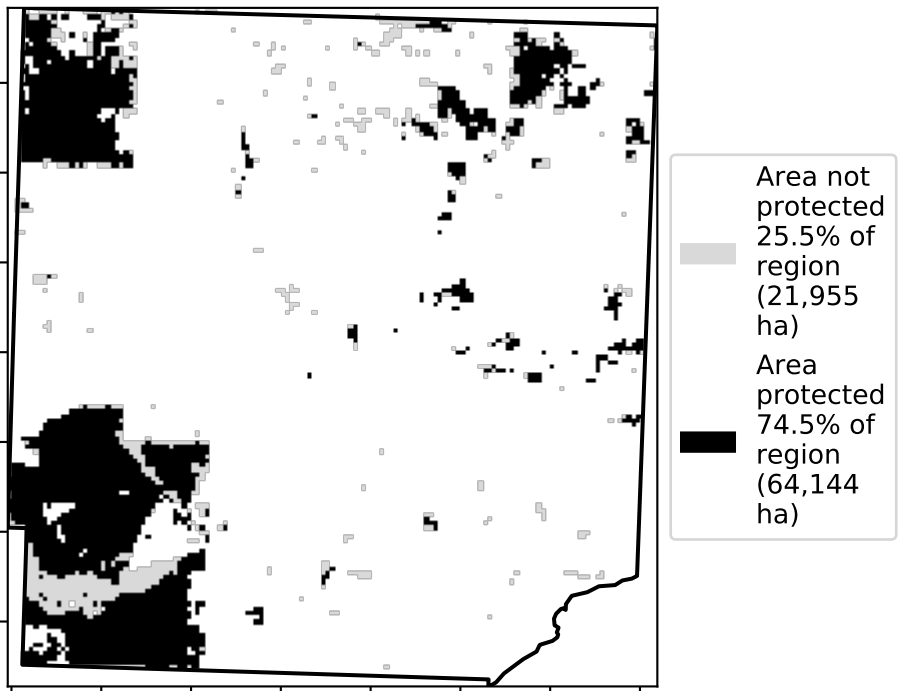 Area not
protected
25.5% of
region
(21,955
ha)
Area
protected
74.5% of
region
(64,144
ha)